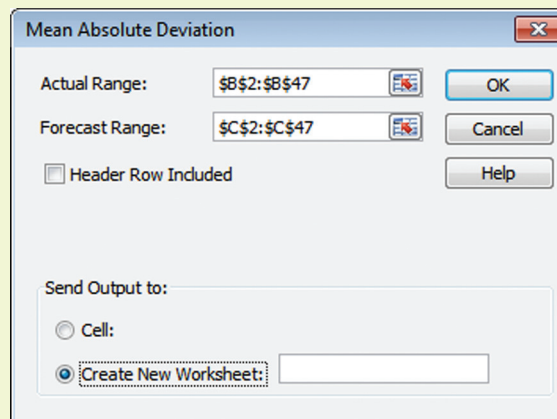 Mean Absolute Deviation
Actual Range: $B$2:$B$47 OK
Forecast Range: $C$2:$C$47 Cancel
Header Row Included Help
Send Output to:
Cell:
Create New Worksheet: